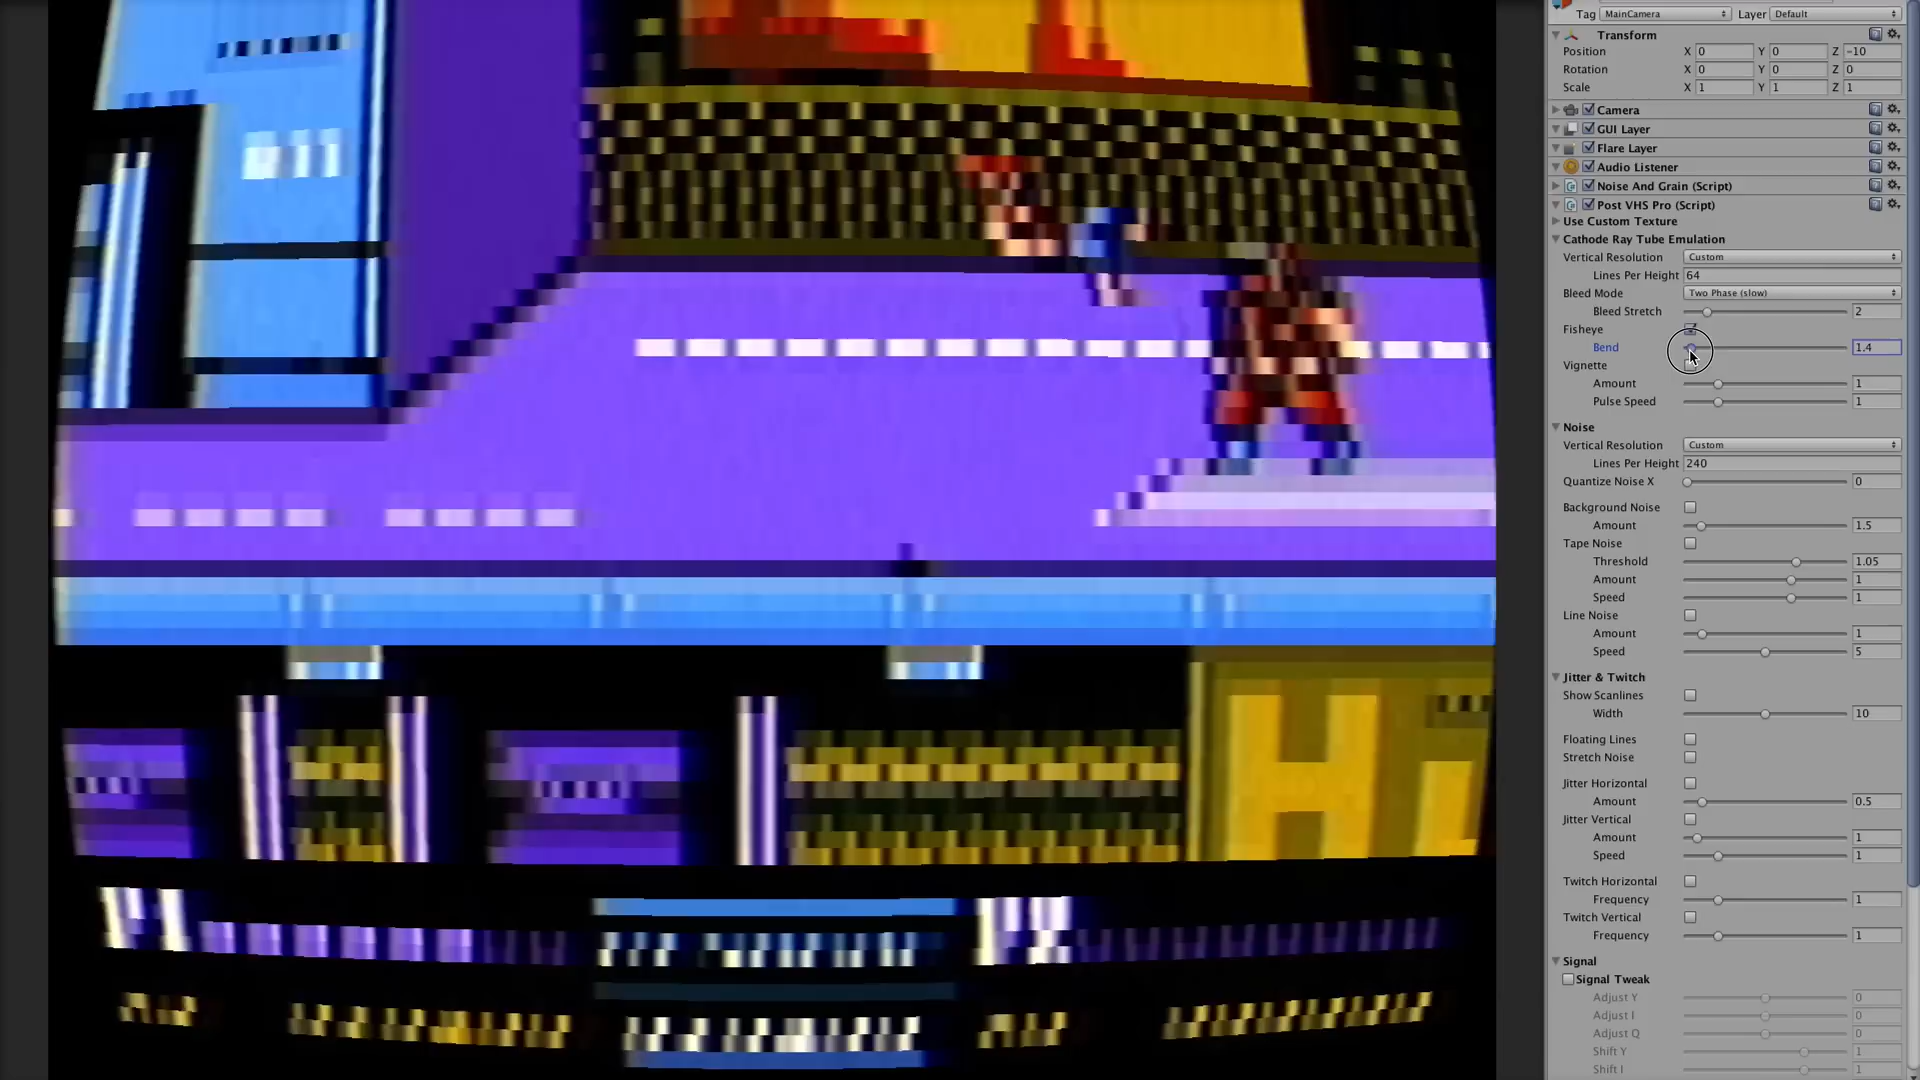 Tag MainCamera Layer Default
Transform
Position X 0 Y 0 Z -10
Rotation X 0 Y 0 Z 0
Scale X 1 Y 1 Z 1
Camera
GUI Layer
Flare Layer
Audio Listener
Noise And Grain (Script)
Post VHS Pro (Script)
Use Custom Texture
Cathode Ray Tube Emulation
Vertical Resolution Custom
Lines Per Height 64
Bleed Mode Two Phase (slow)
Bleed Stretch 2
Fisheye
Bend 1.4
Vignette
Amount 1
Pulse Speed 1
Noise
Vertical Resolution Custom
Lines Per Height 240
Quantize Noise X 0
Background Noise
Amount 1.5
Tape Noise
Threshold 1.05
Amount 1
Speed 1
Line Noise
Amount 1
Speed 5
Jitter & Twitch
Show Scanlines
Width 10
Floating Lines
Stretch Noise
Jitter Horizontal
Amount 0.5
Jitter Vertical
Amount 1
Speed 1
Twitch Horizontal
Frequency 1
Twitch Vertical
Frequency 1
Signal
Signal Tweak
Adjust Y 0
Adjust I 0
Adjust Q 0
Shift Y 1
Shift I 1